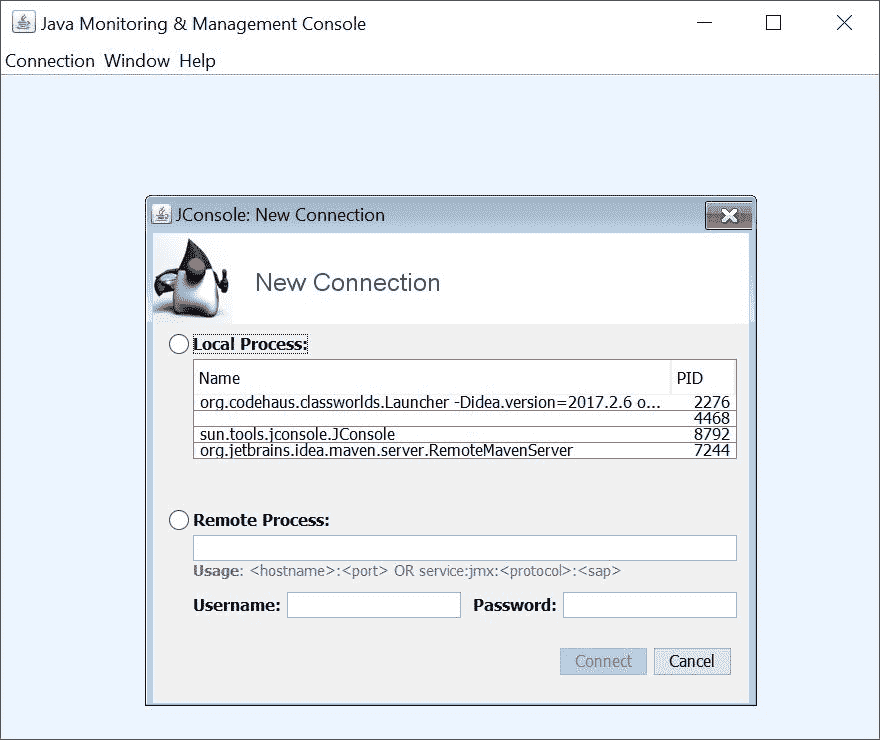 Java Monitoring & Management Console
Connection Window Help
JConsole: New Connection
New Connection
Local Process:
Name PID
org.codehaus.classworlds.Launcher -Didea.version=2017.2.6 o... 2276
4468
sun.tools.jconsole.JConsole 8792
org.jetbrains.idea.maven.server.RemoteMavenServer 7244
Remote Process:
Usage: <hostname>:<port> OR service:jmx:<protocol>:<sap>
Username: Password:
Connect Cancel